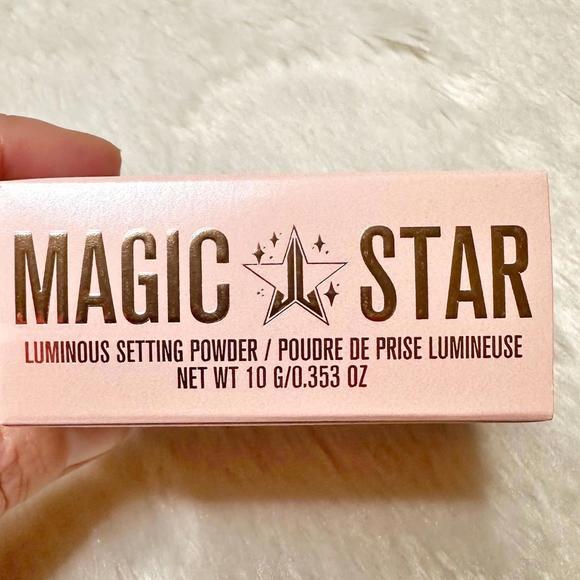 MAGIC STAR
LUMINOUS SETTING POWDER / POUDRE DE PRISE LUMINEUSE
NET WT 10 G/0.353 OZ